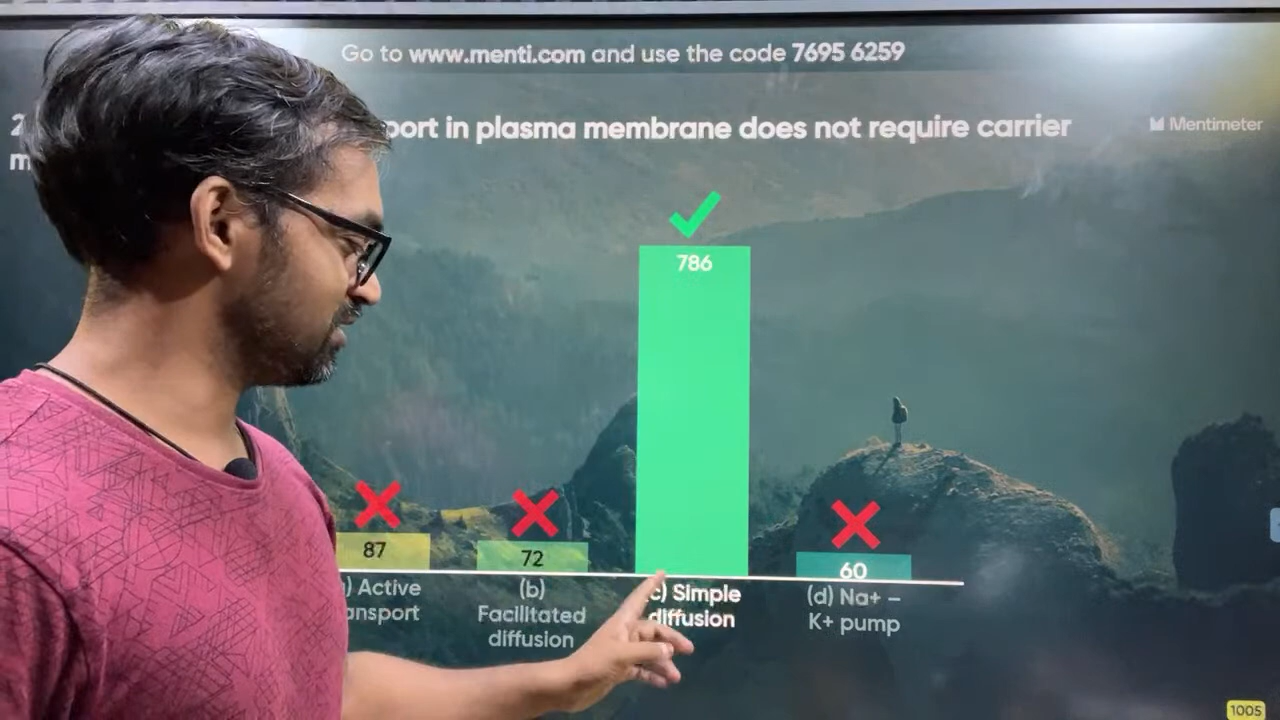 Go to www.menti.com and use the code 7695 6259
port in plasma membrane does not require carrier
Mentimeter
786
87
72
60
) Active
ansport
(b)
Facilitated
diffusion
c) Simple
diffusion
(d) Na+ –
K+ pump
1005